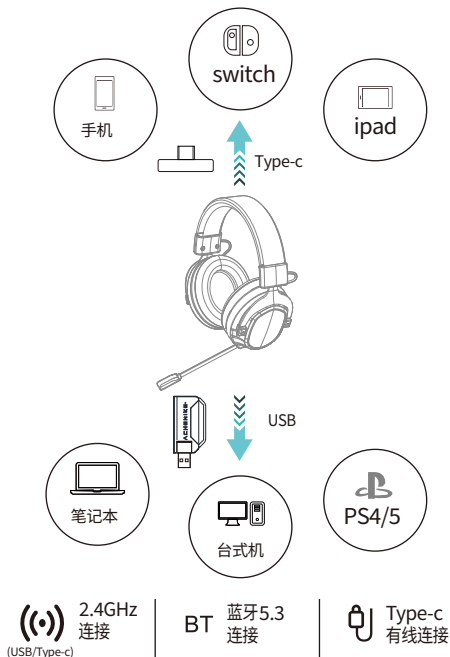 switch
手机
ipad
Type-c
ACHENIKE
USB
笔记本
台式机
PS4/5
2.4GHz
连接
(USB/Type-c)
BT
蓝牙5.3
连接
Type-c
有线连接